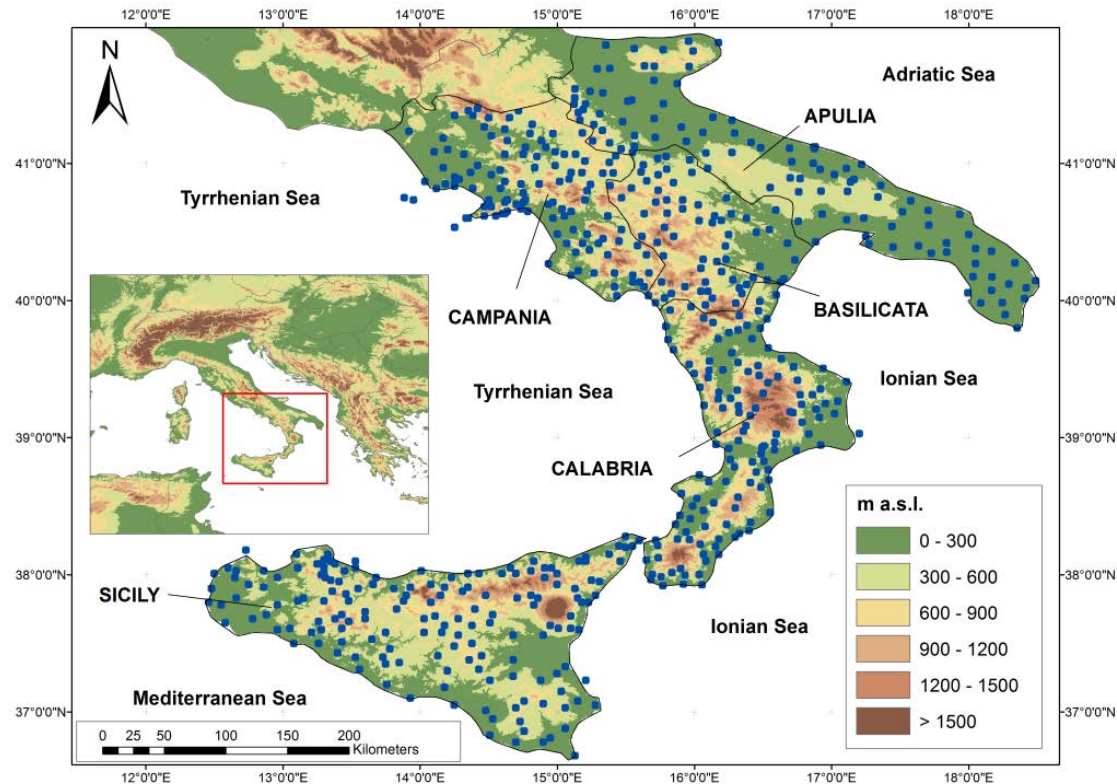 12°0'0"E 13°0'0"E 14°0'0"E 15°0'0"E 16°0'0"E 17°0'0"E 18°0'0"E
N
Adriatic Sea
APULIA
41°0'0"N 41°0'0"N
Tyrrhenian Sea
40°0'0"N 40°0'0"N
CAMPANIA
BASILICATA
Tyrrhenian Sea
Ionian Sea
39°0'0"N 39°0'0"N
CALABRIA
m a.s.l.
0 - 300
300 - 600
600 - 900
900 - 1200
1200 - 1500
> 1500
38°0'0"N 38°0'0"N
SICILY
Ionian Sea
Mediterranean Sea
37°0'0"N 37°0'0"N
0 25 50 100 150 200
Kilometers
12°0'0"E 13°0'0"E 14°0'0"E 15°0'0"E 16°0'0"E 17°0'0"E 18°0'0"E